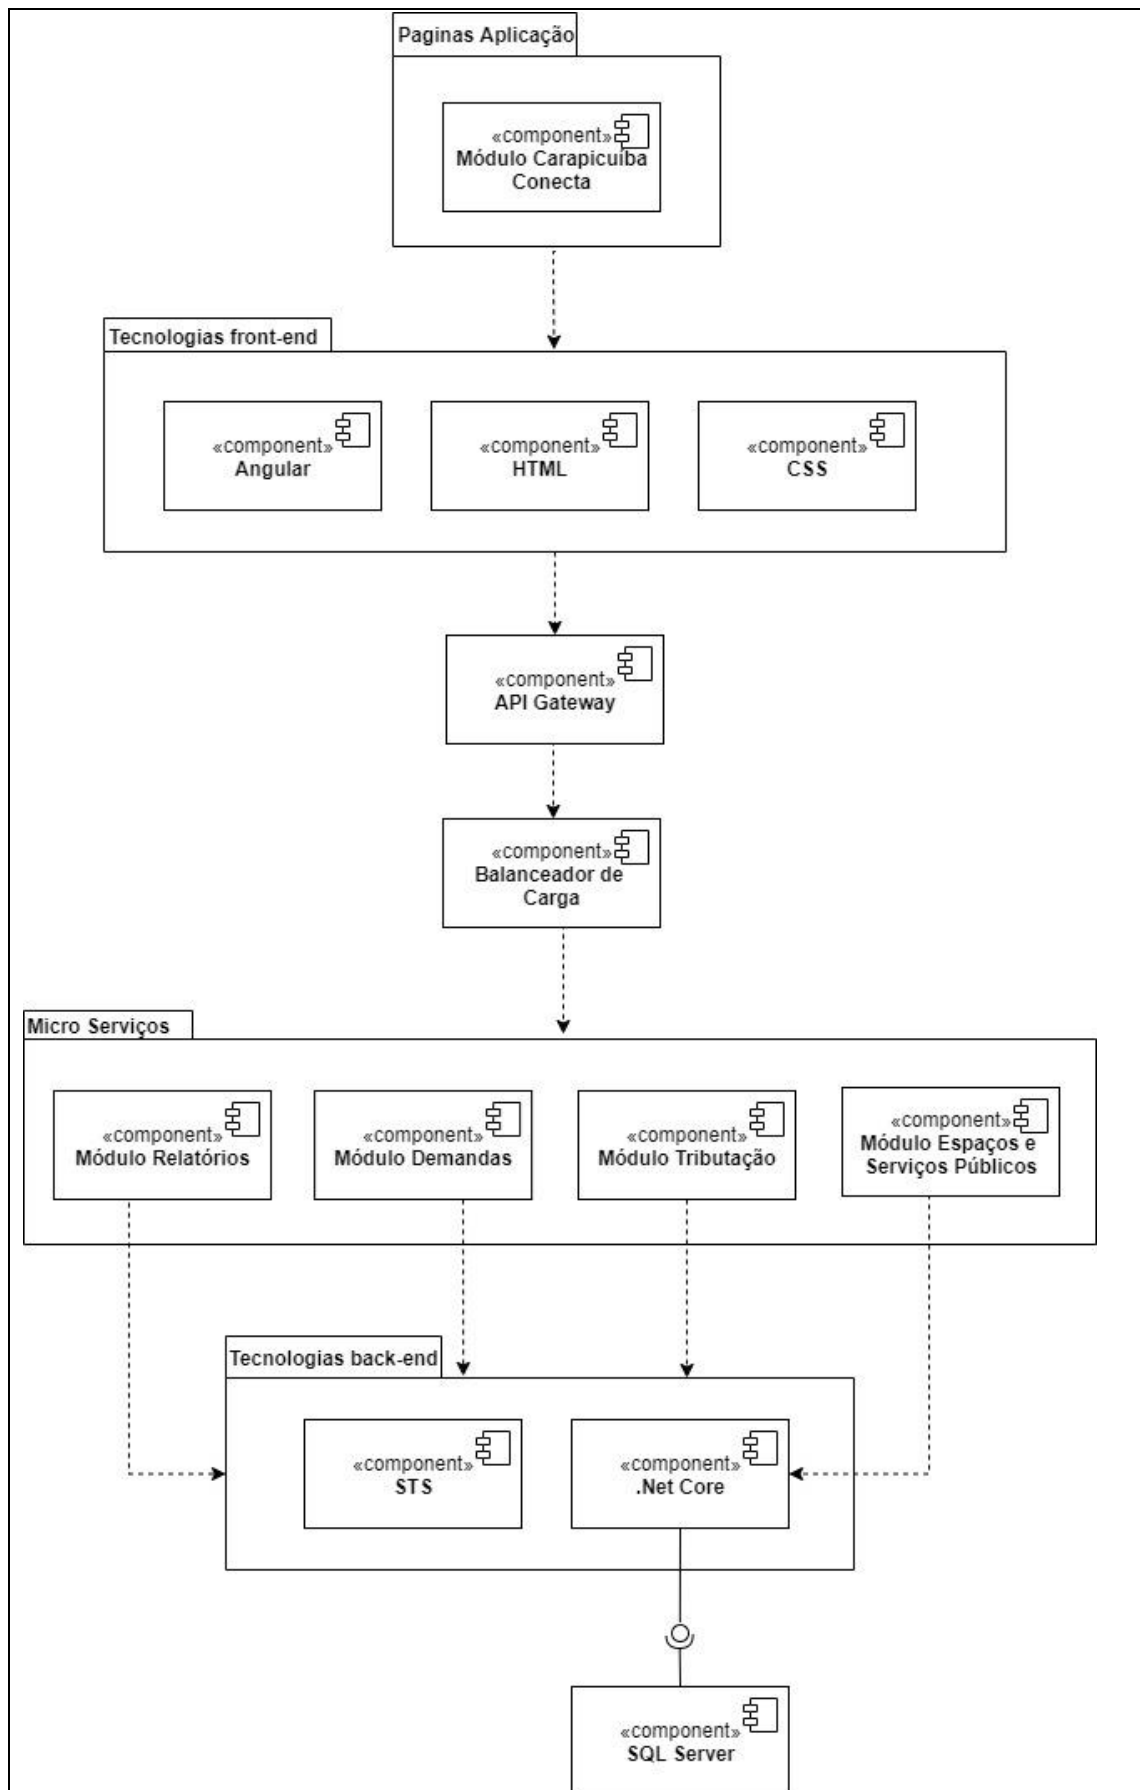 Paginas Aplicação
«component»
Módulo Carapicuíba
Conecta
Tecnologias front-end
«component»
Angular
«component»
HTML
«component»
CSS
«component»
API Gateway
«component»
Balanceador de
Carga
Micro Serviços
«component»
Módulo Relatórios
«component»
Módulo Demandas
«component»
Módulo Tributação
«component»
Módulo Espaços e
Serviços Públicos
Tecnologias back-end
«component»
STS
«component»
.Net Core
«component»
SQL Server